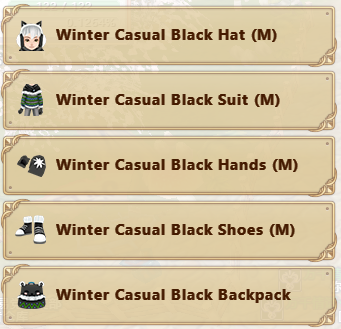 Winter Casual Black Hat (M)
Winter Casual Black Suit (M)
Winter Casual Black Hands (M)
Winter Casual Black Shoes (M)
Winter Casual Black Backpack